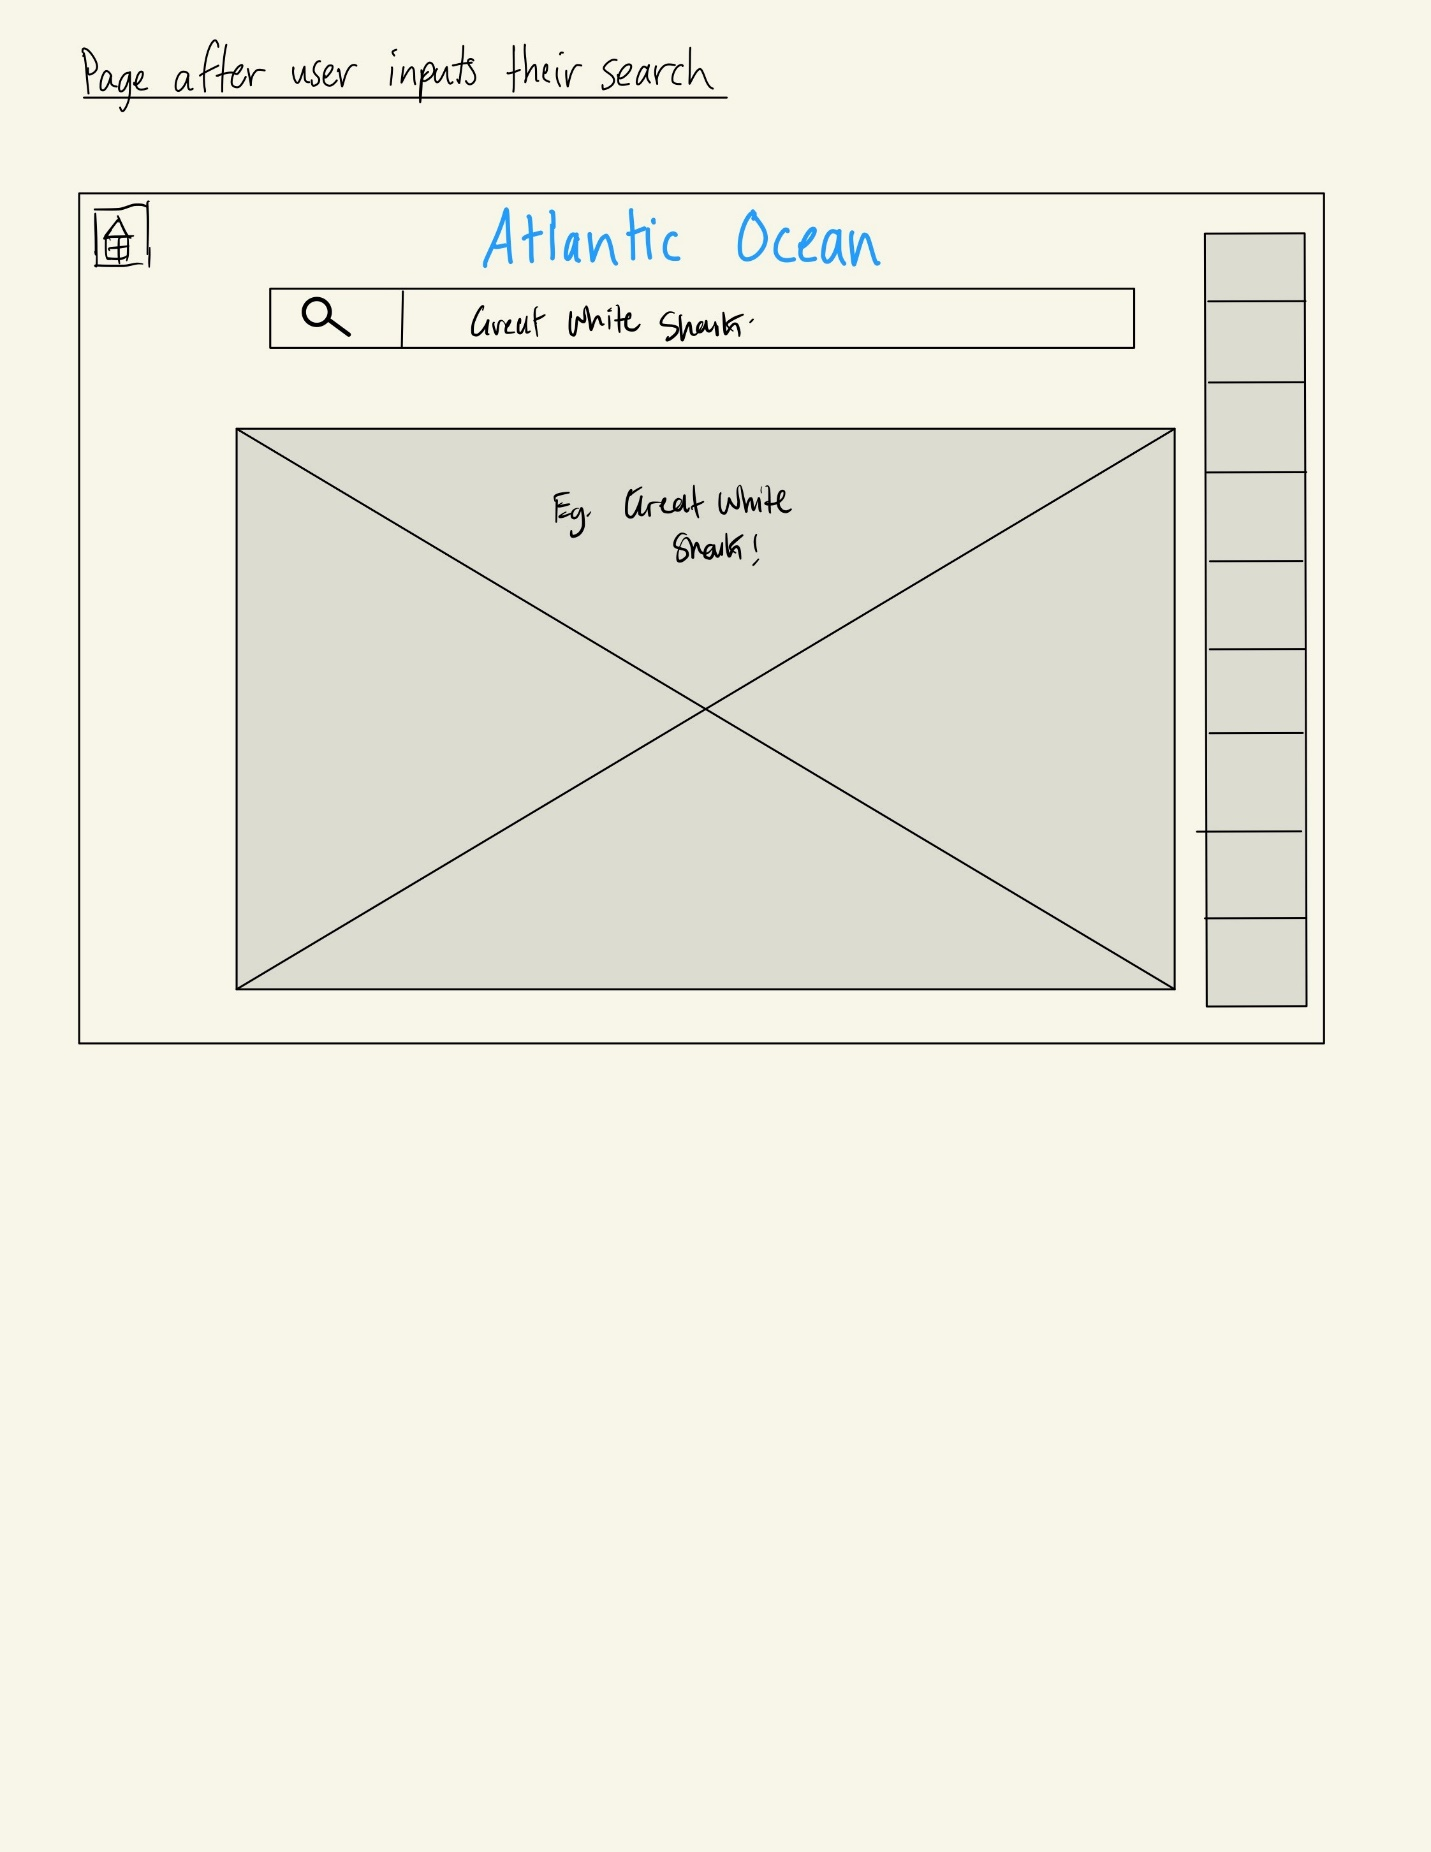 Page after user inputs their search
Atlantic Ocean
Great White Shark.
Eg. Great White
Shark!